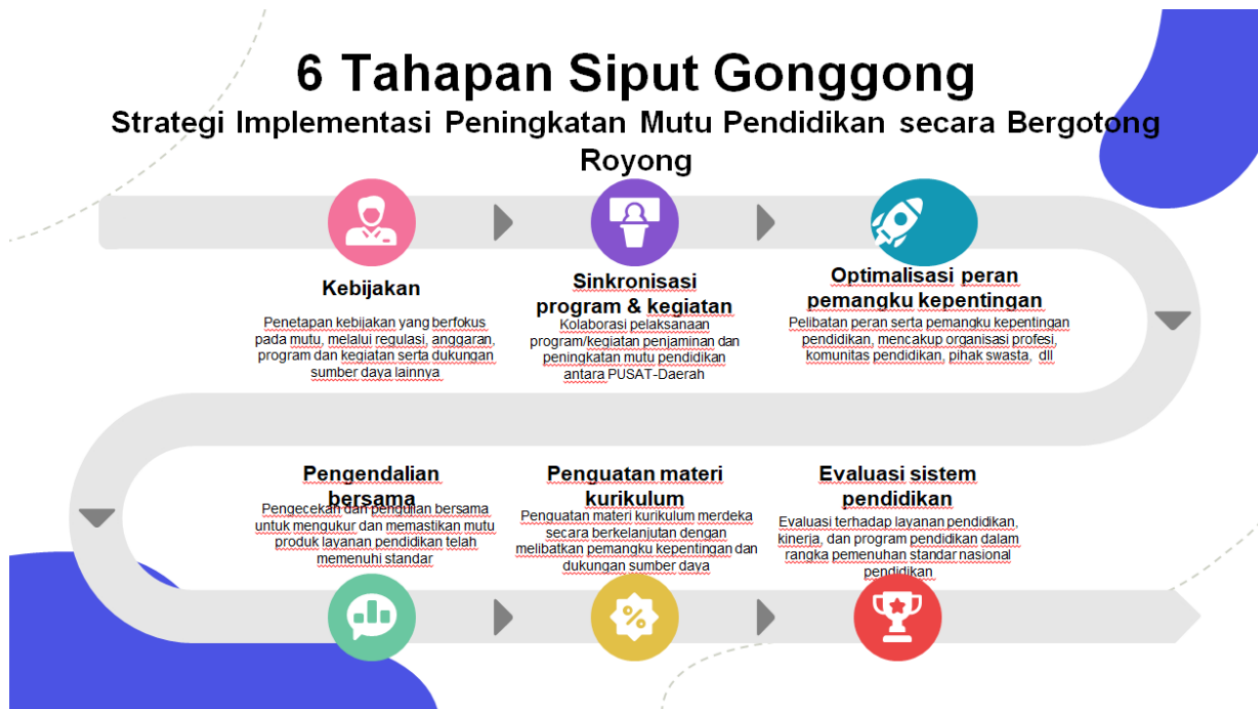 6 Tahapan Siput Gonggong
Strategi Implementasi Peningkatan Mutu Pendidikan secara Bergotong
Royong
Kebijakan
Penetapan kebijakan yang berfokus
pada mutu, melalui regulasi, anggaran,
program dan kegiatan serta dukungan
sumber daya lainnya
Sinkronisasi
program & kegiatan
Kolaborasi pelaksanaan
program/kegiatan penjaminan dan
peningkatan mutu pendidikan
antara PUSAT-Daerah
Optimalisasi peran
pemangku kepentingan
Pelibatan peran serta pemangku kepentingan
pendidikan, mencakup organisasi profesi,
komunitas pendidikan, pihak swasta, dll
Pengendalian
bersama
Pengecekan dan pengujian bersama
untuk mengukur dan memastikan mutu
produk layanan pendidikan telah
memenuhi standar
Penguatan materi
kurikulum
Penguatan materi kurikulum merdeka
secara berkelanjutan dengan
melibatkan pemangku kepentingan dan
dukungan sumber daya
Evaluasi sistem
pendidikan
Evaluasi terhadap layanan pendidikan,
kinerja, dan program pendidikan dalam
rangka pemenuhan standar nasional
pendidikan
%